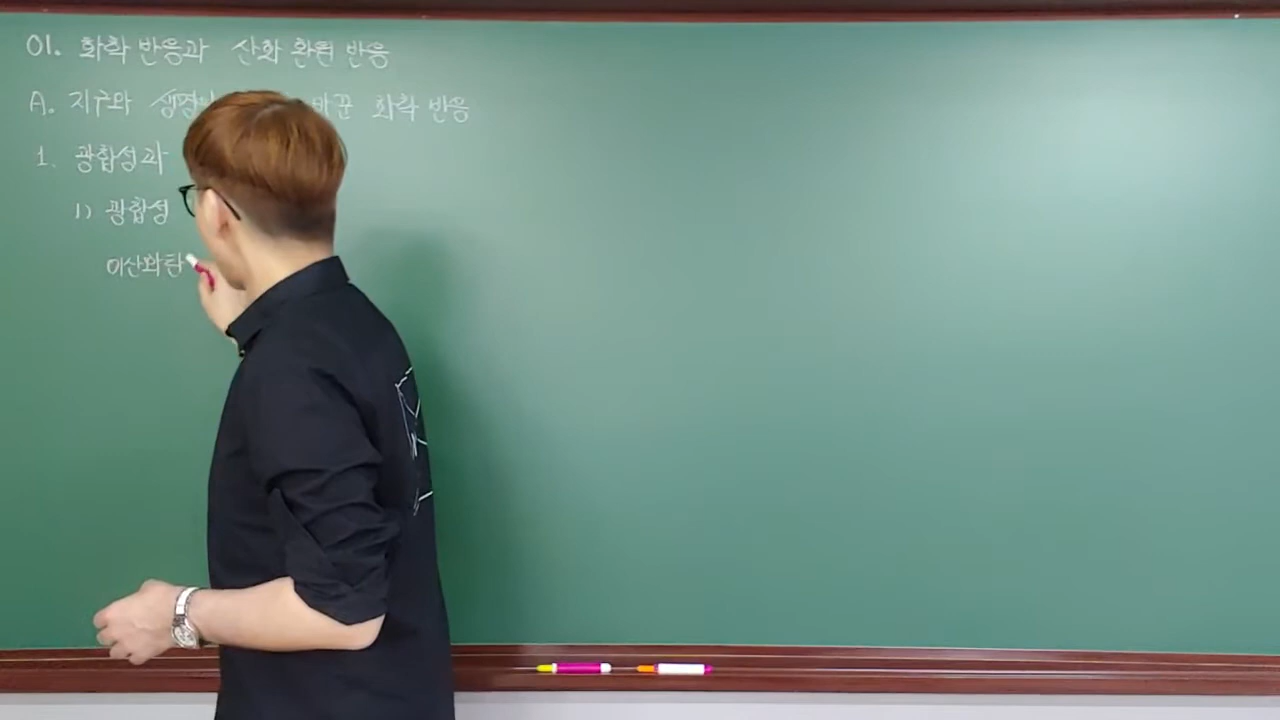 01. 화학 반응과 산화 환원 반응
A. 지구와 바꾼 화학 반응
1. 광합성과
1) 광합성
이산화탄